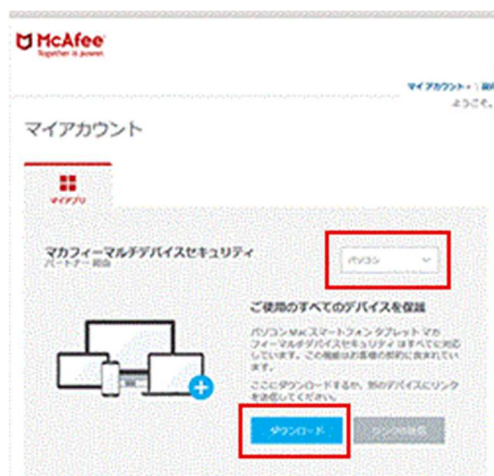 McAfee
Together is power.
マイ アカウント
ようこそ、
マイアカウント
マイアプリ
マカフィーマルチデバイスセキュリティ
パートナー
パソコン
ご使用のすべてのデバイスを保護
パソコン Mac スマートフォン タブレット マカ
フィーマルチデバイスセキュリティ はすべてに対応
しています。この機能はお客様の契約に含まれてい
ます。
ここにダウンロードするか、別のデバイスにリンク
を送信してください。
ダウンロード
リンクの送信